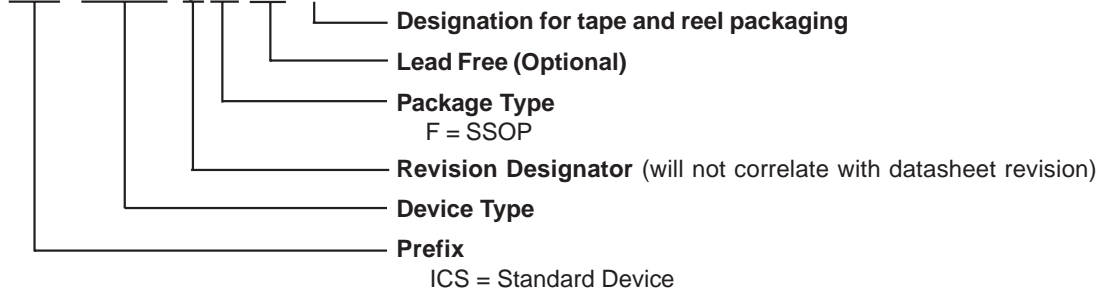 Designation for tape and reel packaging
Lead Free (Optional)
Package Type
F = SSOP
Revision Designator (will not correlate with datasheet revision)
Device Type
Prefix
ICS = Standard Device